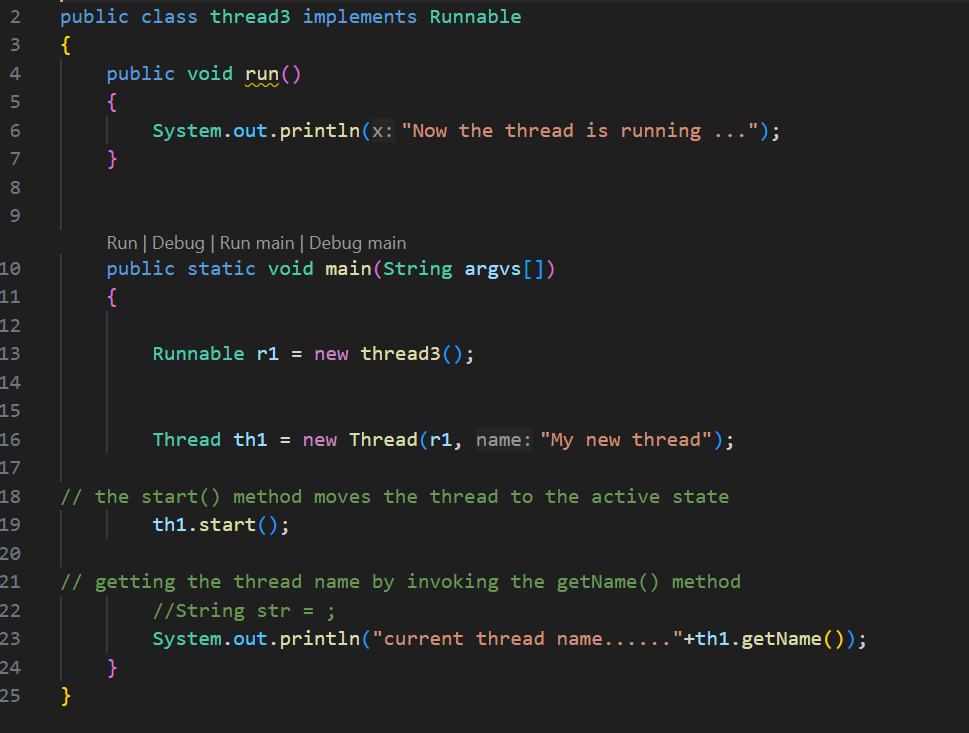 2 public class thread3 implements Runnable
3 {
4 public void run()
5 {
6 System.out.println(x: "Now the thread is running ...");
7 }
8
9
Run | Debug | Run main | Debug main
10 public static void main(String argvs[])
11 {
12
13 Runnable r1 = new thread3();
14
15
16 Thread th1 = new Thread(r1, name: "My new thread");
17
18 // the start() method moves the thread to the active state
19 th1.start();
20
21 // getting the thread name by invoking the getName() method
22 //String str = ;
23 System.out.println("current thread name......"+th1.getName());
24 }
25 }